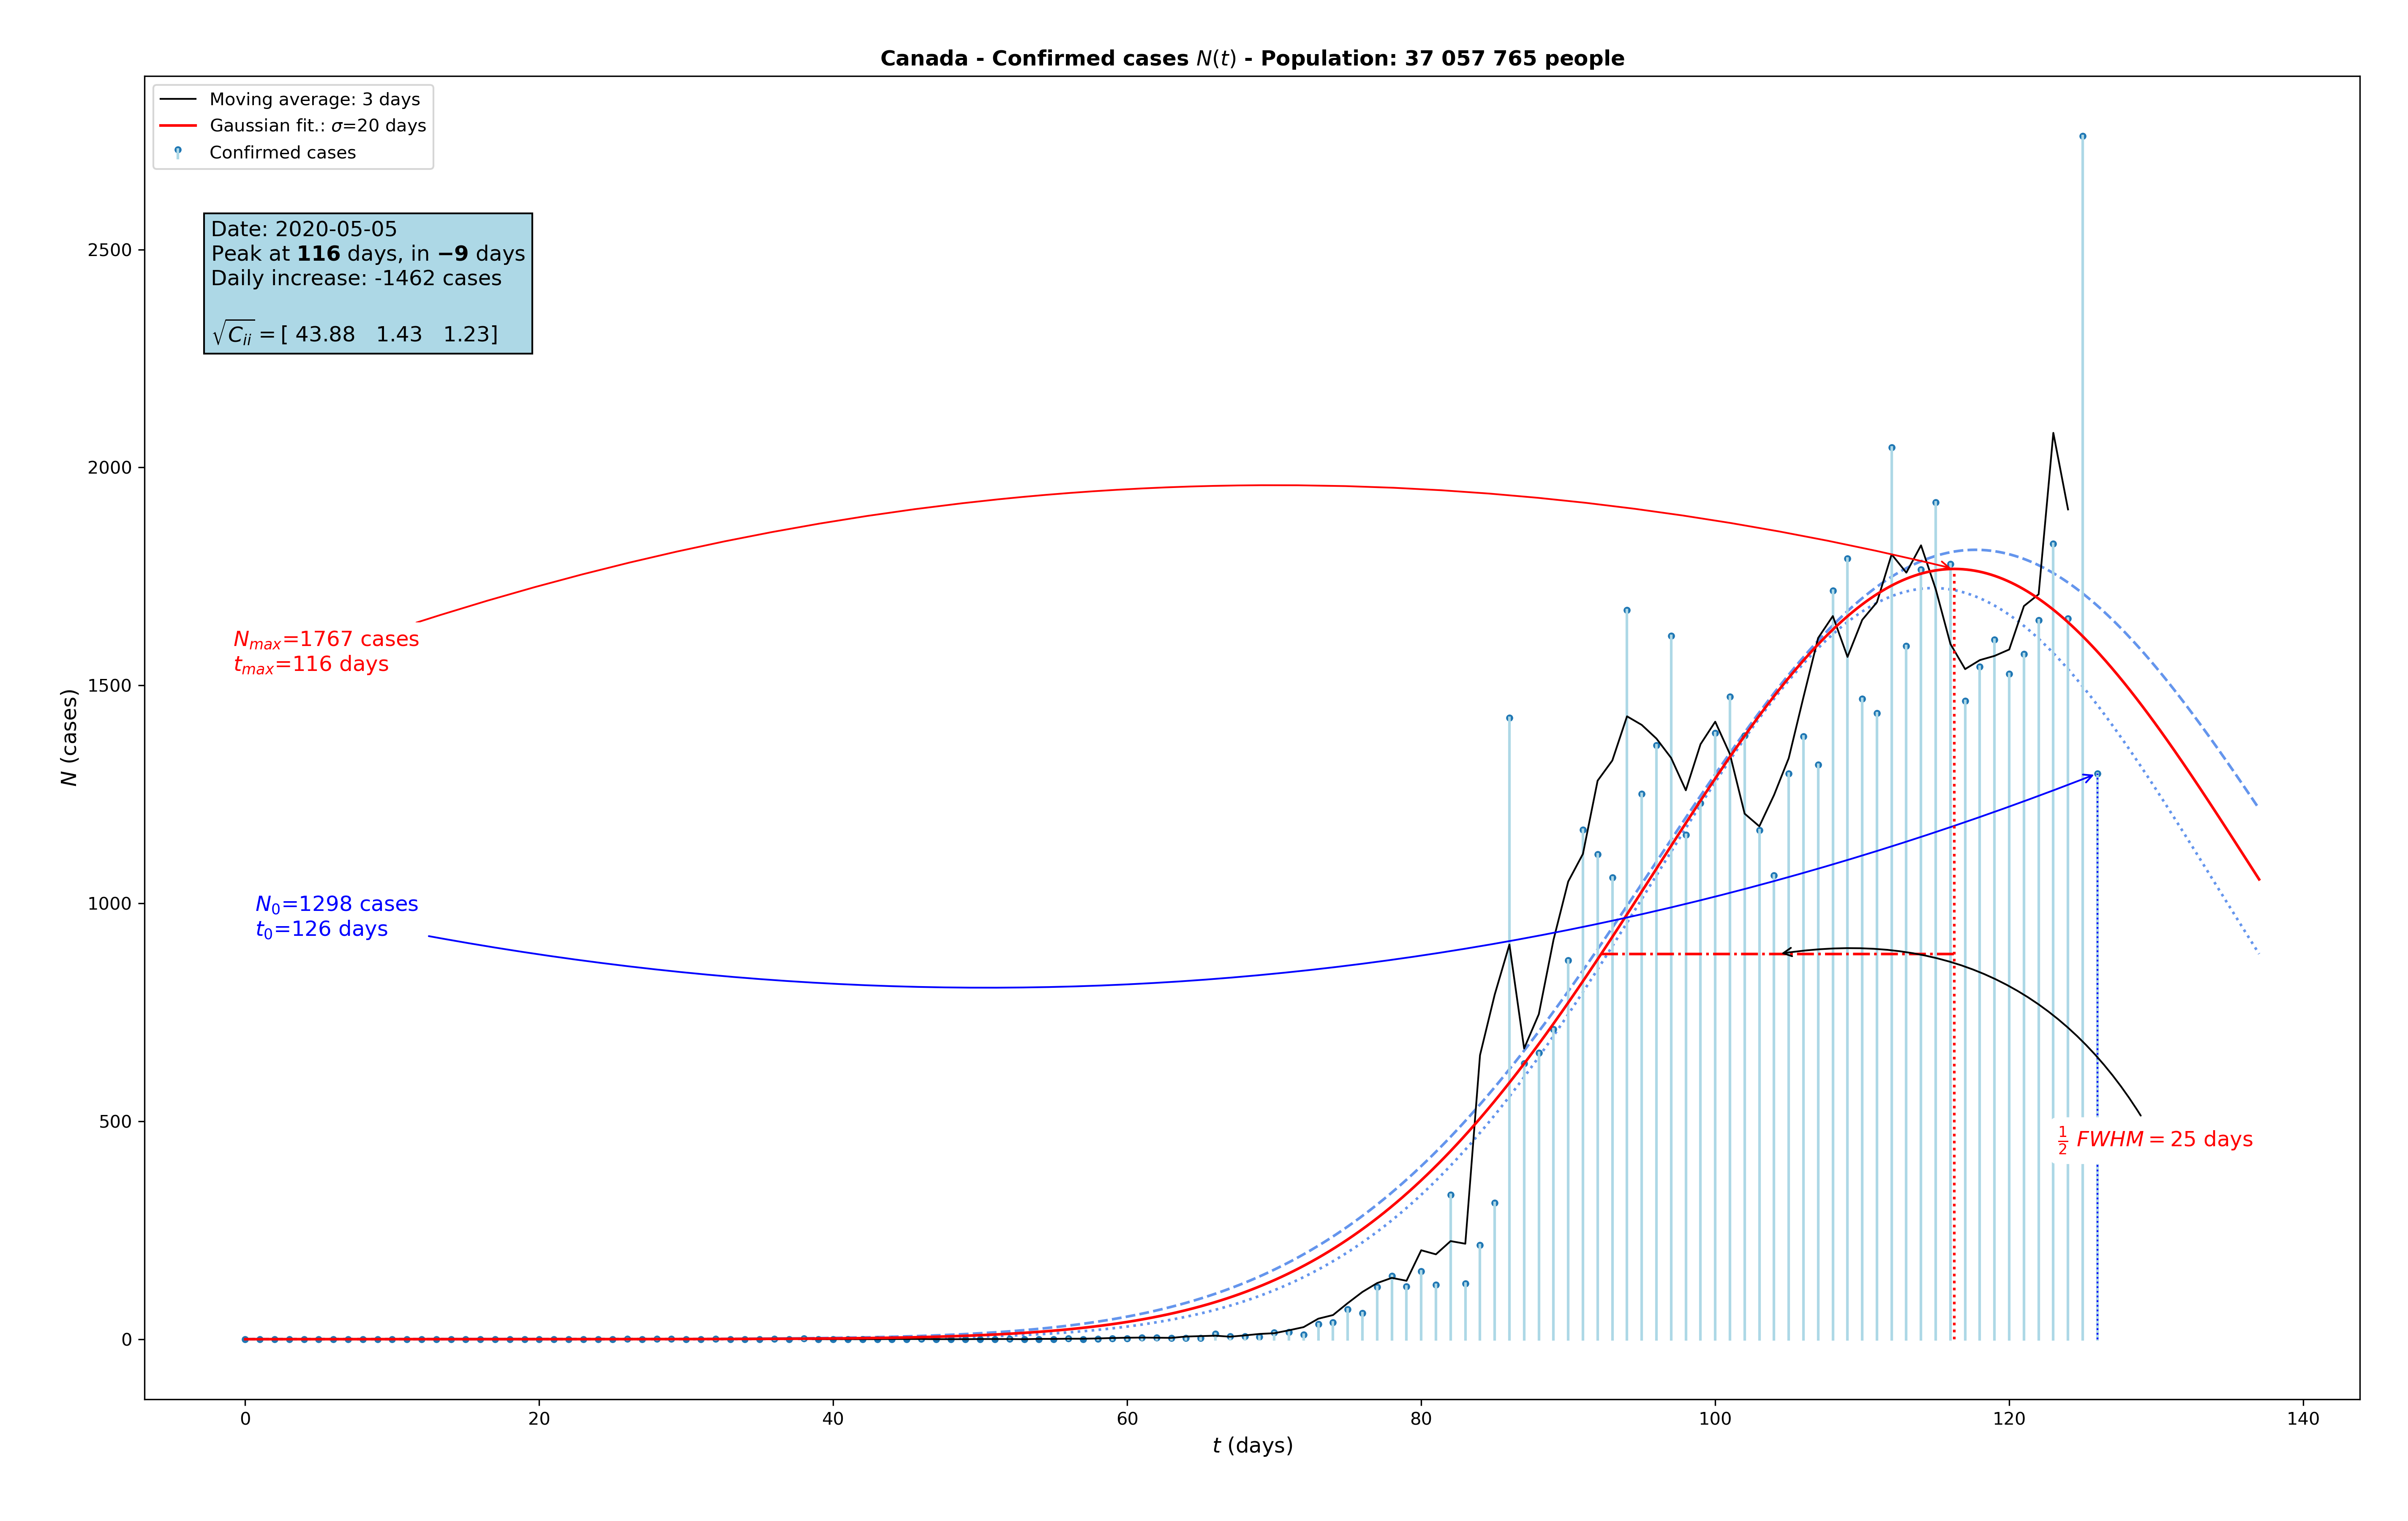 Canada - Confirmed cases N(t) - Population: 37 057 765 people
Moving average: 3 days
Gaussian fit.: σ=20 days
Confirmed cases
Date: 2020-05-05
Peak at 116 days, in −9 days
Daily increase: -1462 cases
√C_ii = [ 43.88 1.43 1.23]
N_max=1767 cases
t_max=116 days
N_0=1298 cases
t_0=126 days
½ FWHM = 25 days
N (cases)
2500
2000
1500
1000
500
0
0 20 40 60 80 100 120 140
t (days)